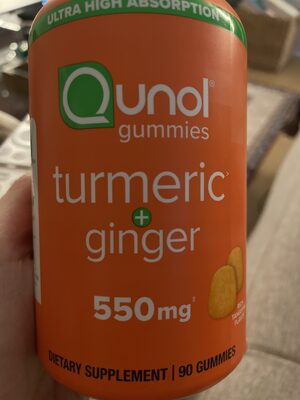 ULTRA HIGH ABSORPTION
Qunol®
gummies
turmeric
+
ginger
550mg
DIETARY SUPPLEMENT | 90 GUMMIES